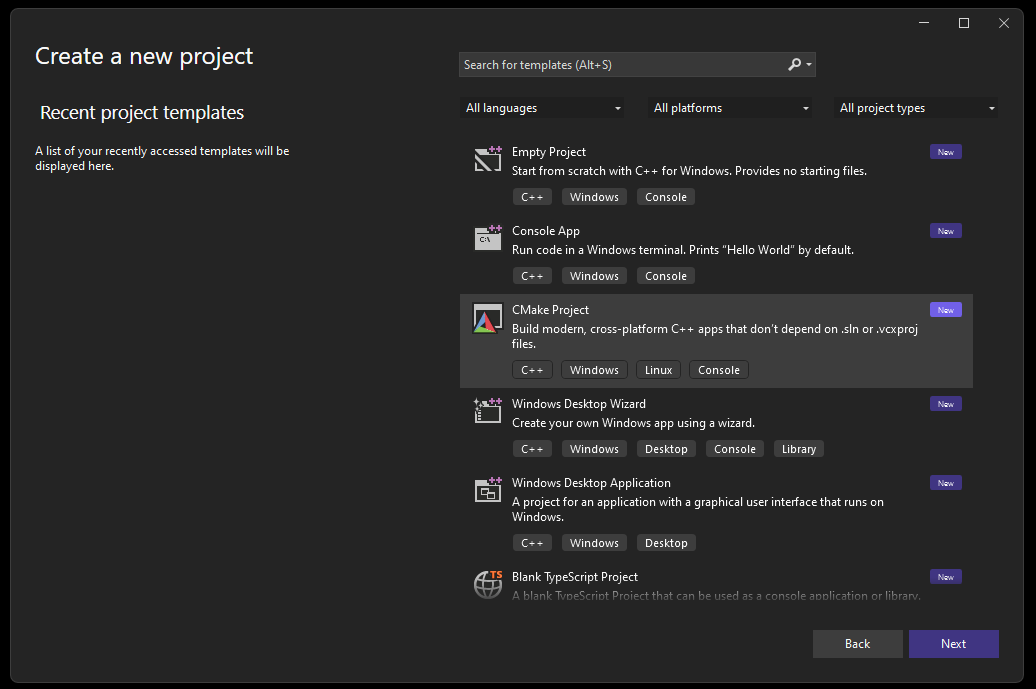 Create a new project
Search for templates (Alt+S)
Recent project templates
All languages
All platforms
All project types
A list of your recently accessed templates will be
displayed here.
Empty Project
New
Start from scratch with C++ for Windows. Provides no starting files.
C++ Windows Console
Console App
New
C:\
Run code in a Windows terminal. Prints “Hello World” by default.
C++ Windows Console
CMake Project
New
Build modern, cross-platform C++ apps that don’t depend on .sln or .vcxproj
files.
C++ Windows Linux Console
Windows Desktop Wizard
New
Create your own Windows app using a wizard.
C++ Windows Desktop Console Library
Windows Desktop Application
New
A project for an application with a graphical user interface that runs on
Windows.
C++ Windows Desktop
TS
Blank TypeScript Project
New
A blank TypeScript Project that can be used as a console application or library.
Back
Next